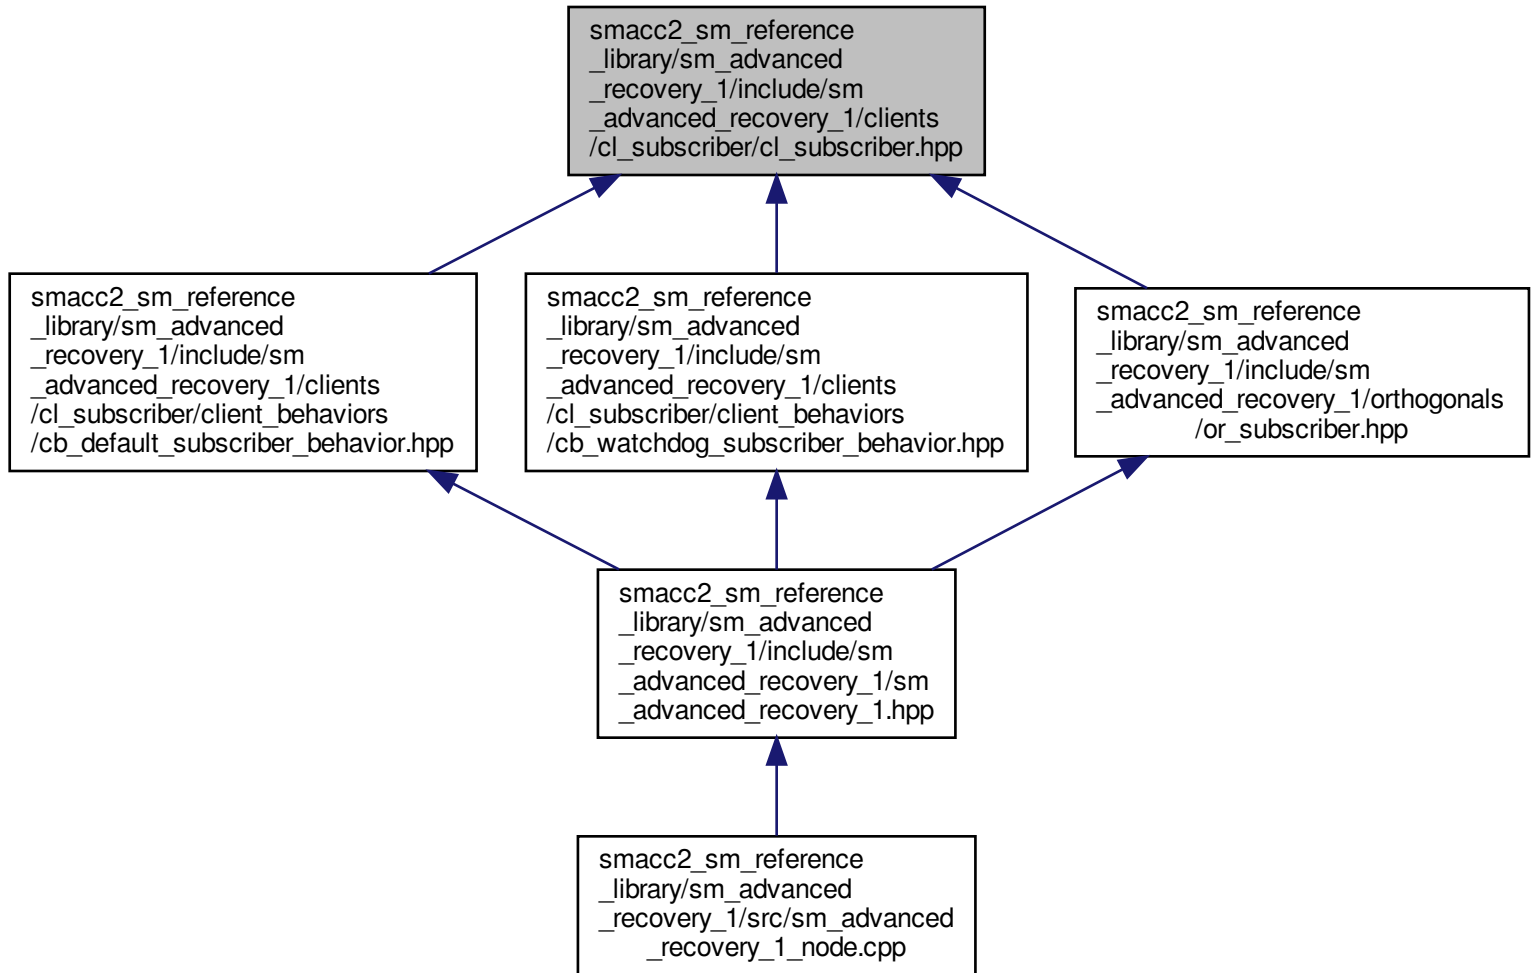 smacc2_sm_reference
_library/sm_advanced
_recovery_1/include/sm
_advanced_recovery_1/clients
/cl_subscriber/cl_subscriber.hpp
smacc2_sm_reference
_library/sm_advanced
_recovery_1/include/sm
_advanced_recovery_1/clients
/cl_subscriber/client_behaviors
/cb_default_subscriber_behavior.hpp
smacc2_sm_reference
_library/sm_advanced
_recovery_1/include/sm
_advanced_recovery_1/clients
/cl_subscriber/client_behaviors
/cb_watchdog_subscriber_behavior.hpp
smacc2_sm_reference
_library/sm_advanced
_recovery_1/include/sm
_advanced_recovery_1/orthogonals
/or_subscriber.hpp
smacc2_sm_reference
_library/sm_advanced
_recovery_1/include/sm
_advanced_recovery_1/sm
_advanced_recovery_1.hpp
smacc2_sm_reference
_library/sm_advanced
_recovery_1/src/sm_advanced
_recovery_1_node.cpp